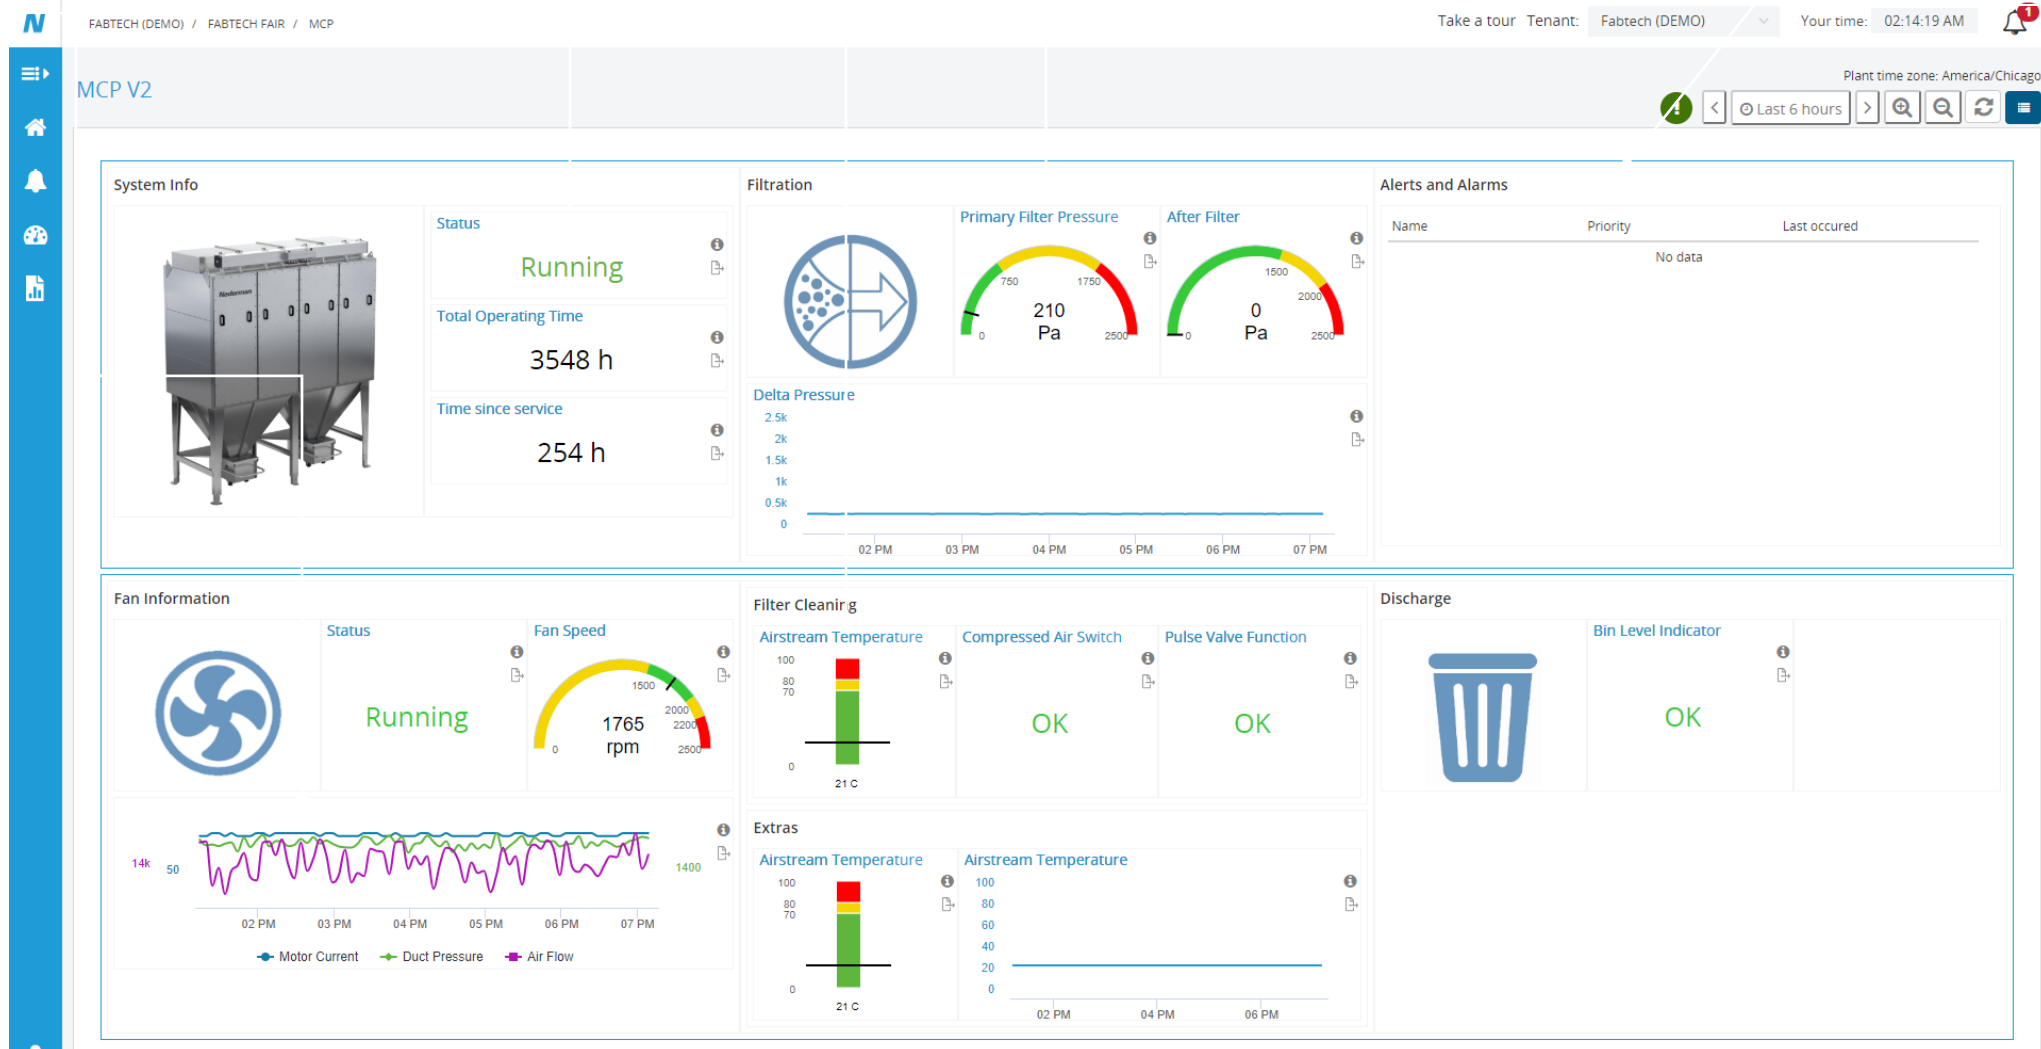 N
FABTECH (DEMO) / FABTECH FAIR / MCP
Take a tour Tenant: Fabtech (DEMO) Your time: 02:14:19 AM 1
Plant time zone: America/Chicago
MCP V2
Last 6 hours
System Info
Nederman
Status
Running
Total Operating Time
3548 h
Time since service
254 h
Filtration
Primary Filter Pressure
750 1750
210
Pa
0 2500
After Filter
1500
2000
0
Pa
0 2500
Delta Pressure
2.5k
2k
1.5k
1k
0.5k
0
02 PM 03 PM 04 PM 05 PM 06 PM 07 PM
Alerts and Alarms
Name Priority Last occured
No data
Fan Information
Status
Running
Fan Speed
1500
2000
2200
1765
rpm
0 2500
14k 50 1400
02 PM 03 PM 04 PM 05 PM 06 PM 07 PM
Motor Current Duct Pressure Air Flow
Filter Cleaning
Airstream Temperature
100
80
70
0
21 C
Compressed Air Switch
OK
Pulse Valve Function
OK
Extras
Airstream Temperature
100
80
70
0
21 C
Airstream Temperature
100
80
60
40
20
0
02 PM 04 PM 06 PM
Discharge
Bin Level Indicator
OK